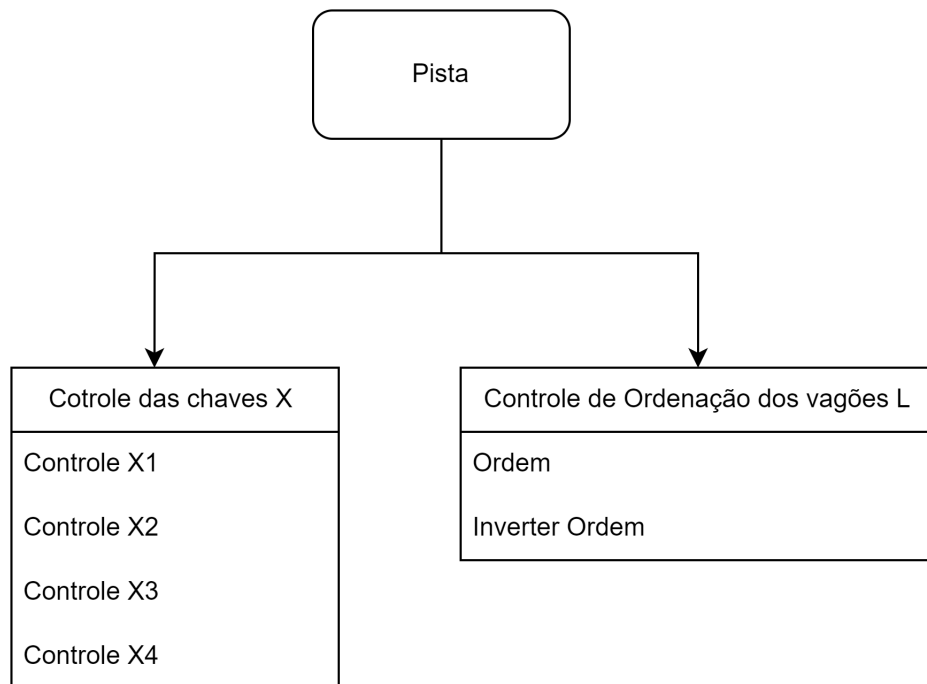 Pista
Cotrole das chaves X
Controle X1
Controle X2
Controle X3
Controle X4
Controle de Ordenação dos vagões L
Ordem
Inverter Ordem